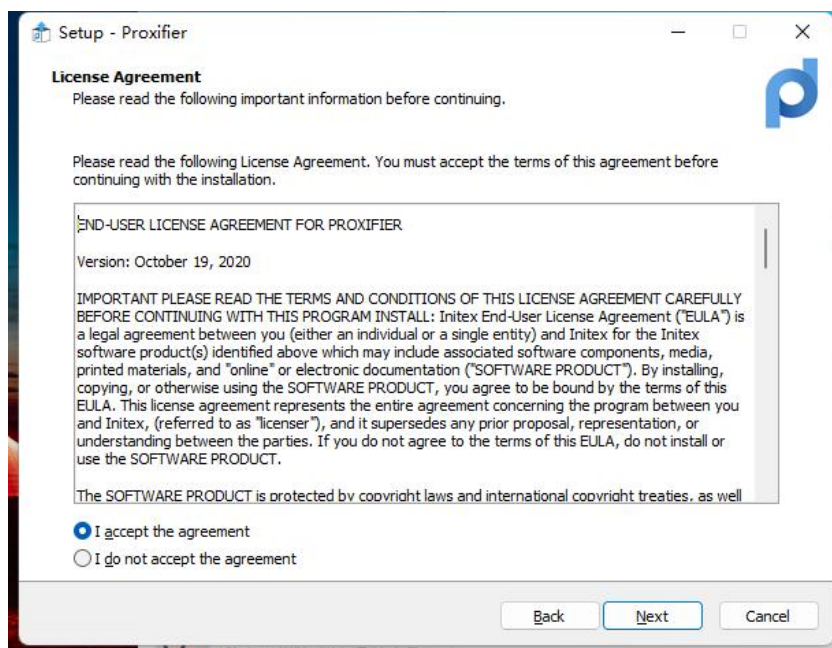 Setup - Proxifier
License Agreement
Please read the following important information before continuing.
Please read the following License Agreement. You must accept the terms of this agreement before
continuing with the installation.
END-USER LICENSE AGREEMENT FOR PROXIFIER
Version: October 19, 2020
IMPORTANT PLEASE READ THE TERMS AND CONDITIONS OF THIS LICENSE AGREEMENT CAREFULLY
BEFORE CONTINUING WITH THIS PROGRAM INSTALL: Initex End-User License Agreement ("EULA") is
a legal agreement between you (either an individual or a single entity) and Initex for the Initex
software product(s) identified above which may include associated software components, media,
printed materials, and "online" or electronic documentation ("SOFTWARE PRODUCT"). By installing,
copying, or otherwise using the SOFTWARE PRODUCT, you agree to be bound by the terms of this
EULA. This license agreement represents the entire agreement concerning the program between you
and Initex, (referred to as "licenser"), and it supersedes any prior proposal, representation, or
understanding between the parties. If you do not agree to the terms of this EULA, do not install or
use the SOFTWARE PRODUCT.
The SOFTWARE PRODUCT is protected by copyright laws and international copyright treaties, as well
I accept the agreement
I do not accept the agreement
Back Next Cancel